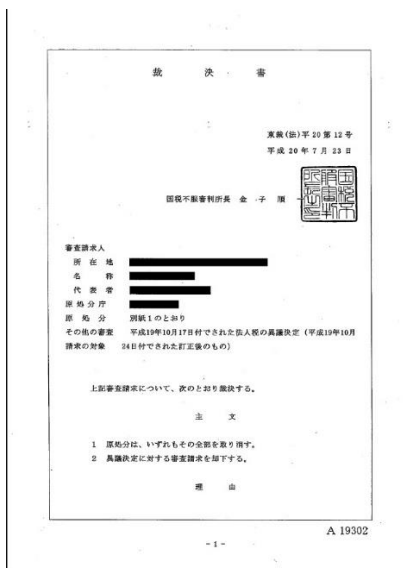 裁決書
東裁(法)平20第12号
平成20年7月23日
国税不服審判所長 金子順一
審査請求人
所在地
名称
代表者
原処分庁
原処分 別紙1のとおり
その他の審査 平成19年10月17日付でされた法人税の異議決定(平成19年10月
請求の対象 24日付でされた訂正後のもの)
上記審査請求について、次のとおり裁決する。
主文
1 原処分は、いずれもその全部を取り消す。
2 異議決定に対する審査請求を却下する。
理由
A 19302
- 1 -